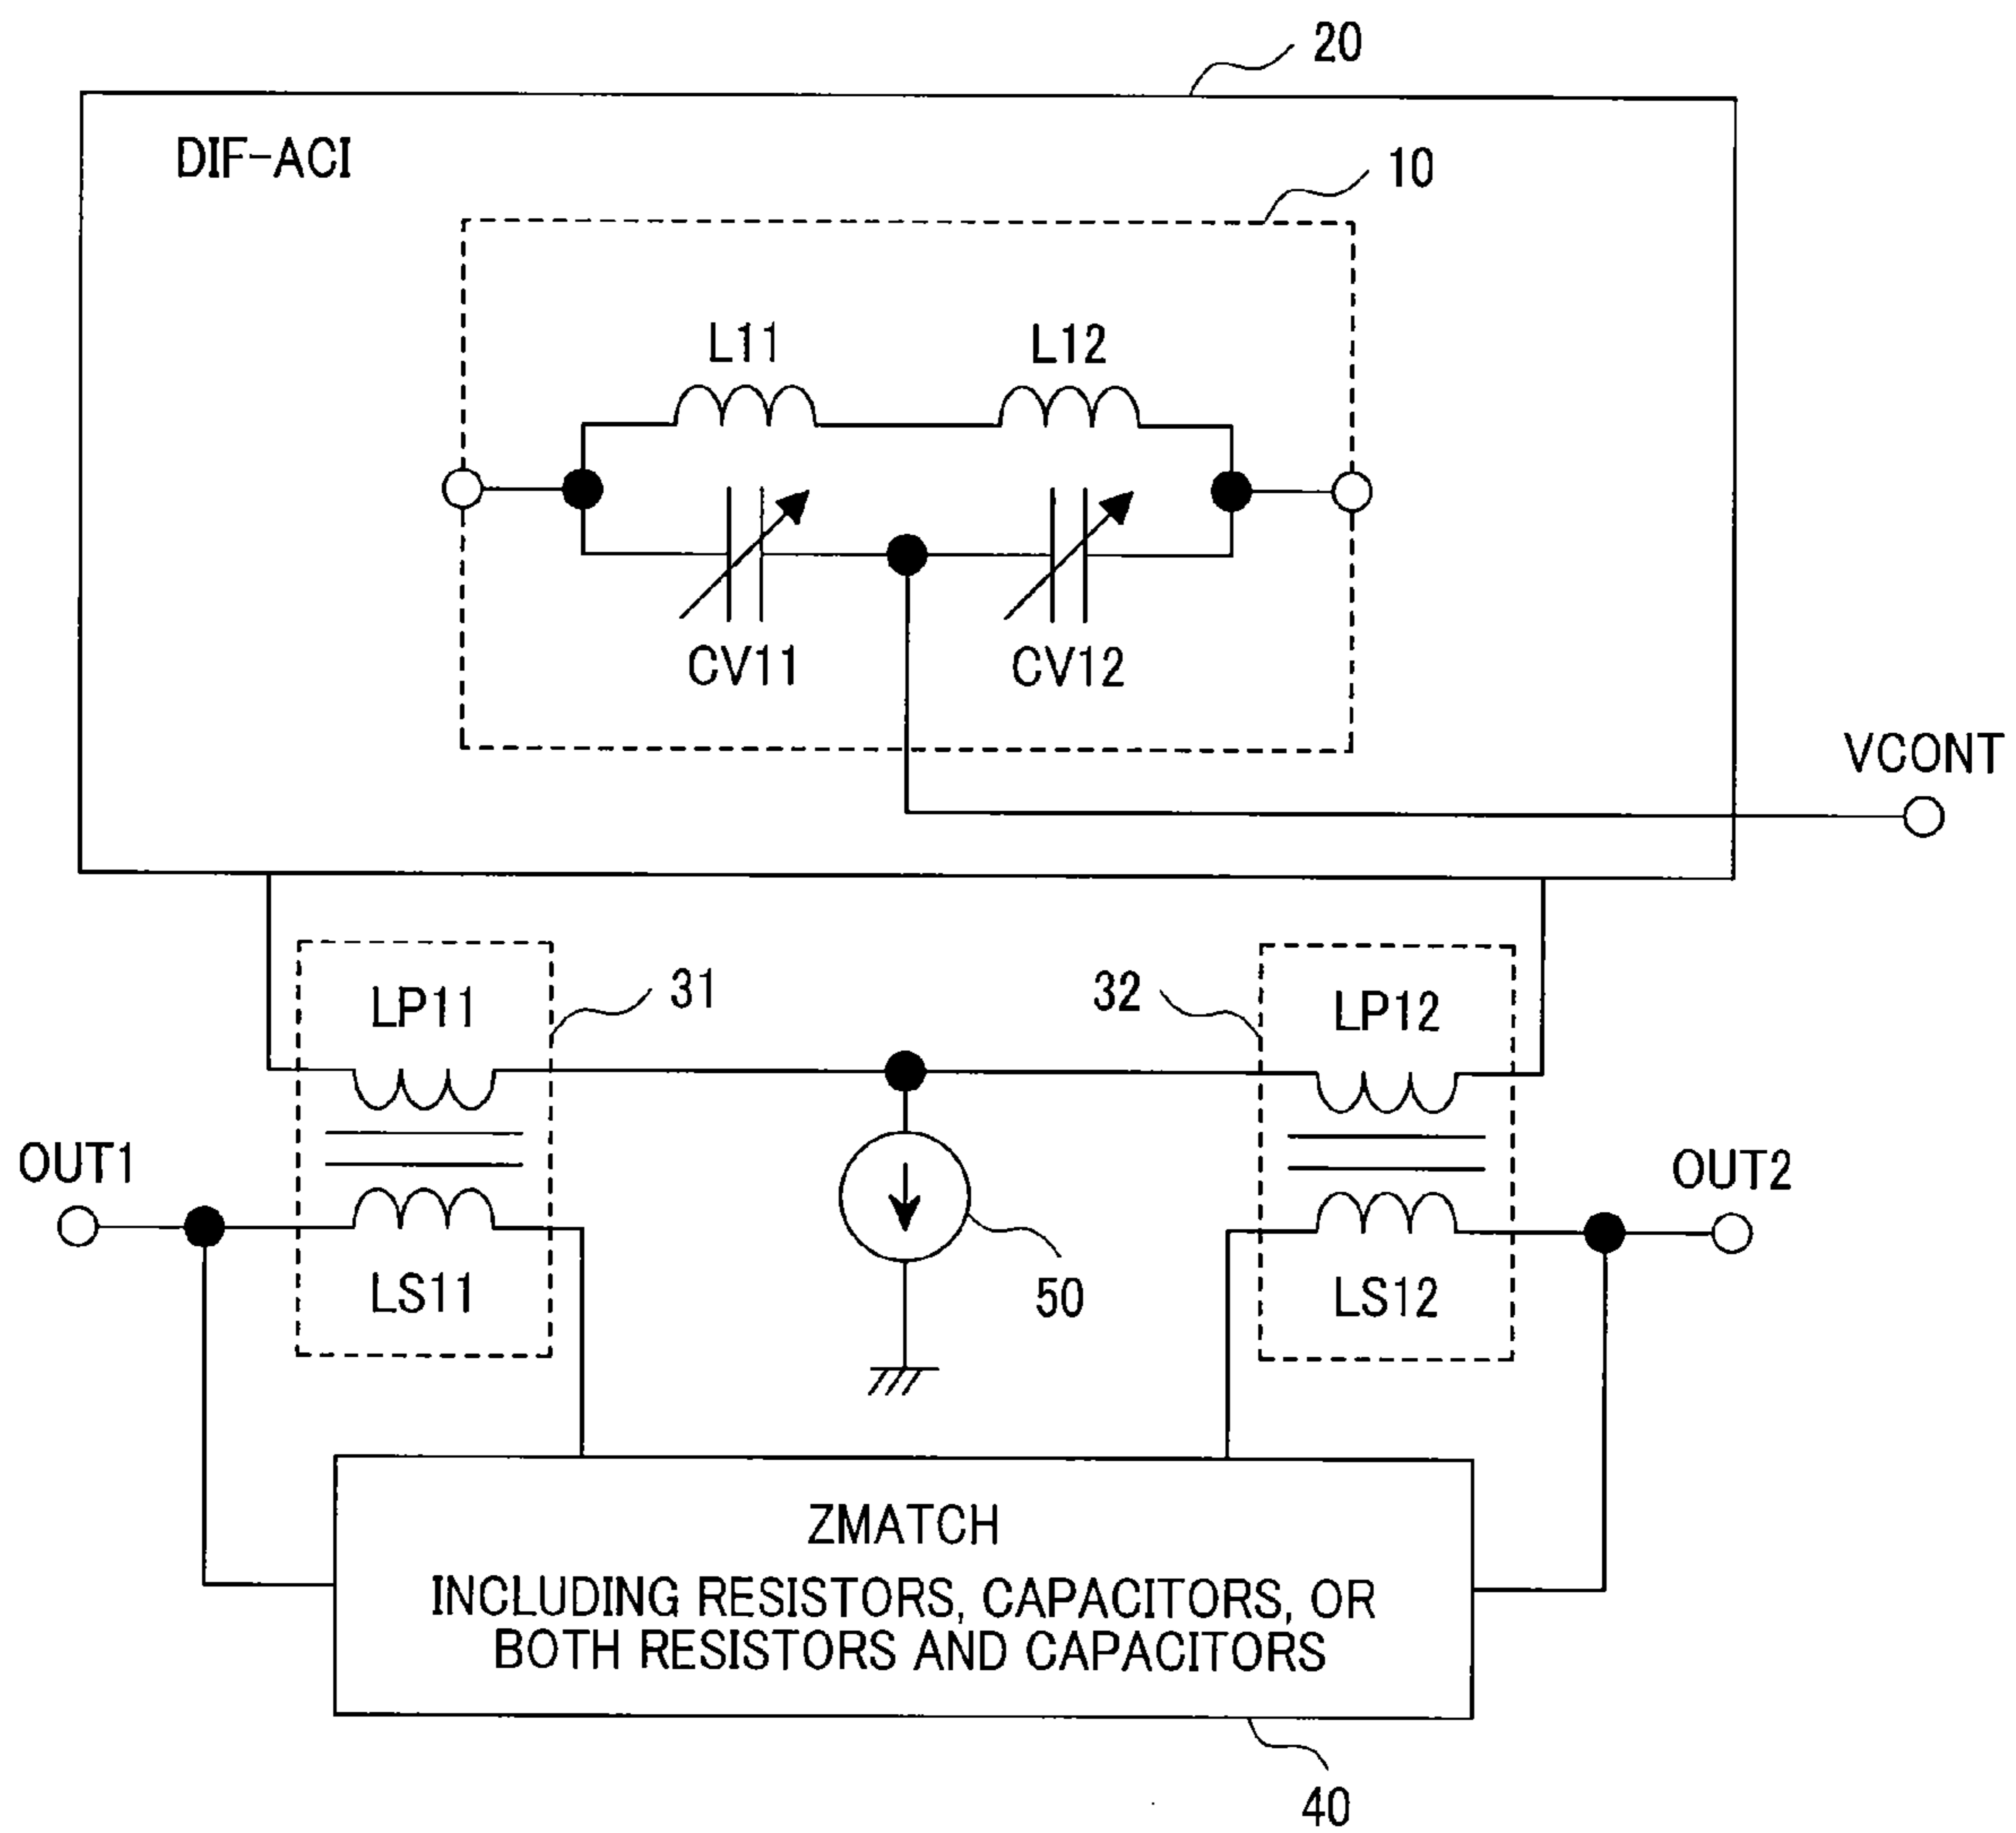 20
DIF-ACI
10
L11
L12
CV11
CV12
VCONT
31
32
LP11
LP12
OUT1
OUT2
LS11
LS12
50
ZMATCH
INCLUDING RESISTORS, CAPACITORS, OR
BOTH RESISTORS AND CAPACITORS
40